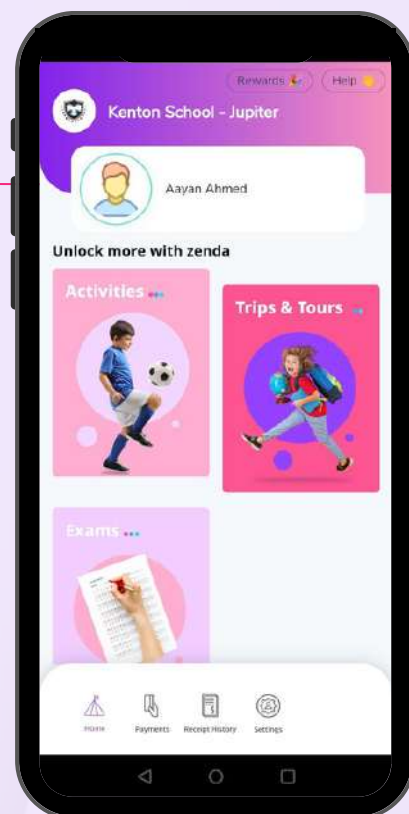 Rewards 🎉 Help 👋
Kenton School - Jupiter
Aayan Ahmed
Unlock more with zenda
Activities
Trips & Tours
Exams
Home Payments Receipt History Settings